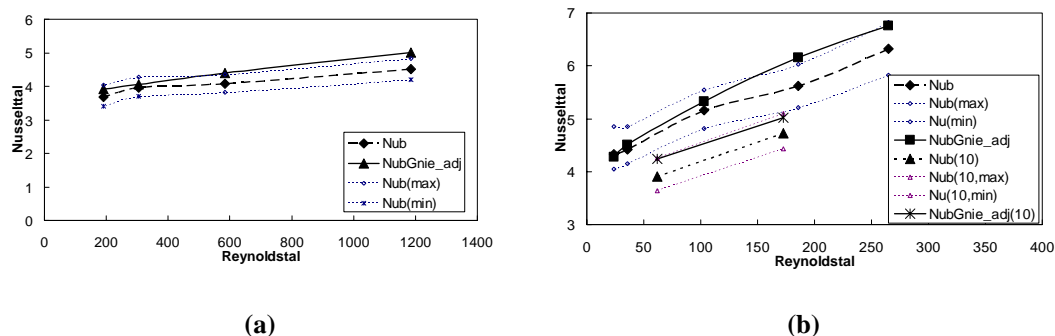 6
5
4
3
2
1
0
Nusselttal
0 200 400 600 800 1000 1200 1400
Reynoldstal
Nub
NubGnie_adj
Nub(max)
Nub(min)
(a)
7
6
5
4
3
Nusselttal
0 50 100 150 200 250 300 350 400
Reynoldstal
Nub
Nub(max)
Nu(min)
NubGnie_adj
Nub(10)
Nub(10,max)
Nu(10,min)
NubGnie_adj(10)
(b)